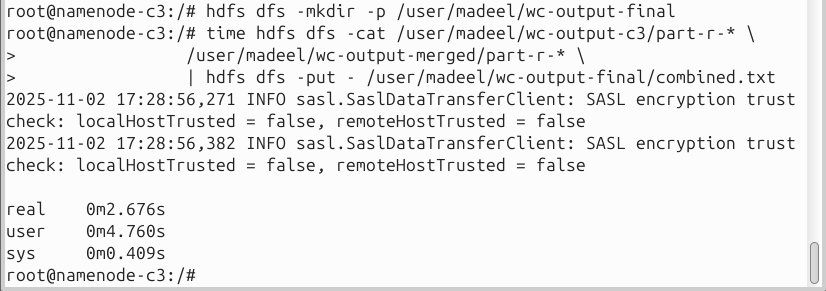 root@namenode-c3:/# hdfs dfs -mkdir -p /user/madeel/wc-output-final
root@namenode-c3:/# time hdfs dfs -cat /user/madeel/wc-output-c3/part-r-* \
>                /user/madeel/wc-output-merged/part-r-* \
>                | hdfs dfs -put - /user/madeel/wc-output-final/combined.txt
2025-11-02 17:28:56,271 INFO sasl.SaslDataTransferClient: SASL encryption trust
check: localHostTrusted = false, remoteHostTrusted = false
2025-11-02 17:28:56,382 INFO sasl.SaslDataTransferClient: SASL encryption trust
check: localHostTrusted = false, remoteHostTrusted = false

real    0m2.676s
user    0m4.760s
sys     0m0.409s
root@namenode-c3:/#